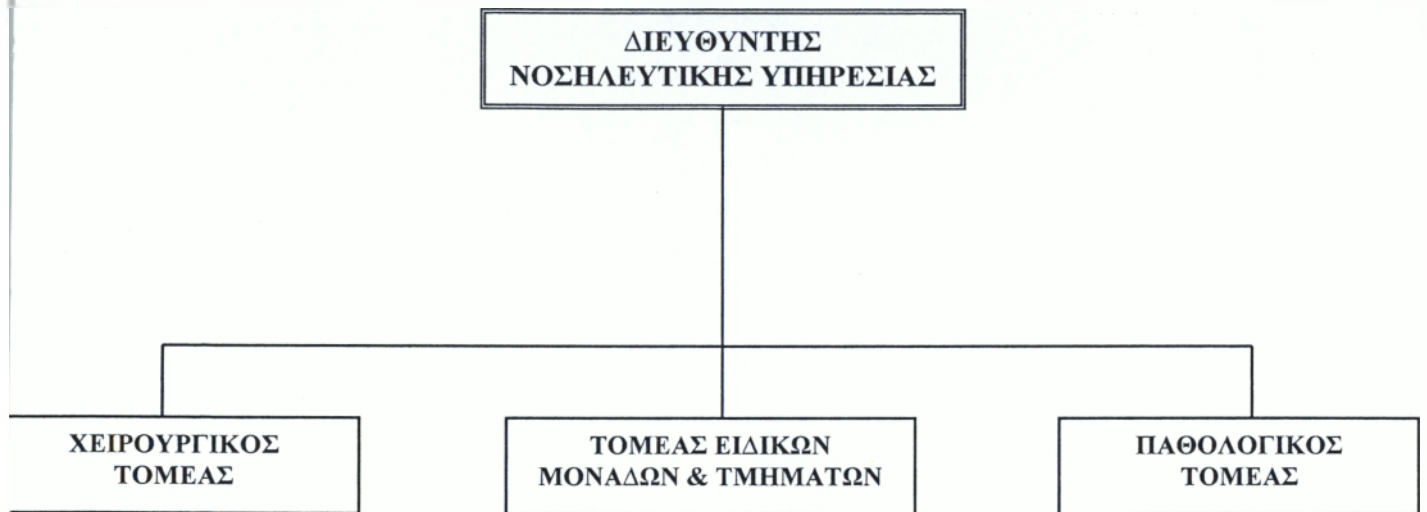 ΔΙΕΥΘΥΝΤΗΣ
ΝΟΣΗΛΕΥΤΙΚΗΣ ΥΠΗΡΕΣΙΑΣ
ΧΕΙΡΟΥΡΓΙΚΟΣ
ΤΟΜΕΑΣ
ΤΟΜΕΑΣ ΕΙΔΙΚΩΝ
ΜΟΝΑΔΩΝ & ΤΜΗΜΑΤΩΝ
ΠΑΘΟΛΟΓΙΚΟΣ
ΤΟΜΕΑΣ